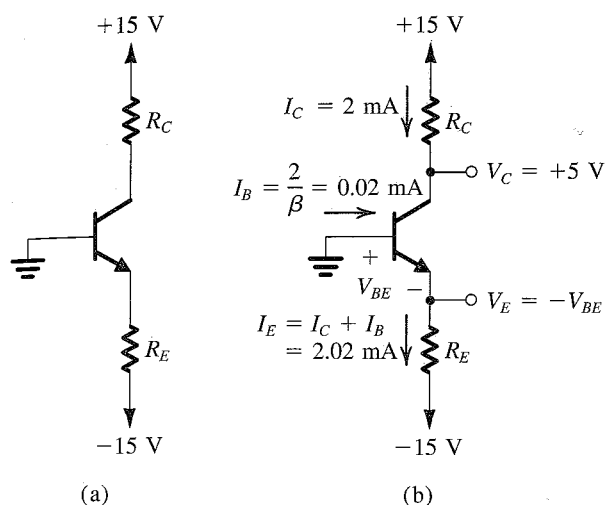 +15 V
R_C
R_E
−15 V
(a)
+15 V
I_C = 2 mA
R_C
V_C = +5 V
I_B = 2/β = 0.02 mA
+
V_BE −
V_E = −V_BE
I_E = I_C + I_B
= 2.02 mA
R_E
−15 V
(b)